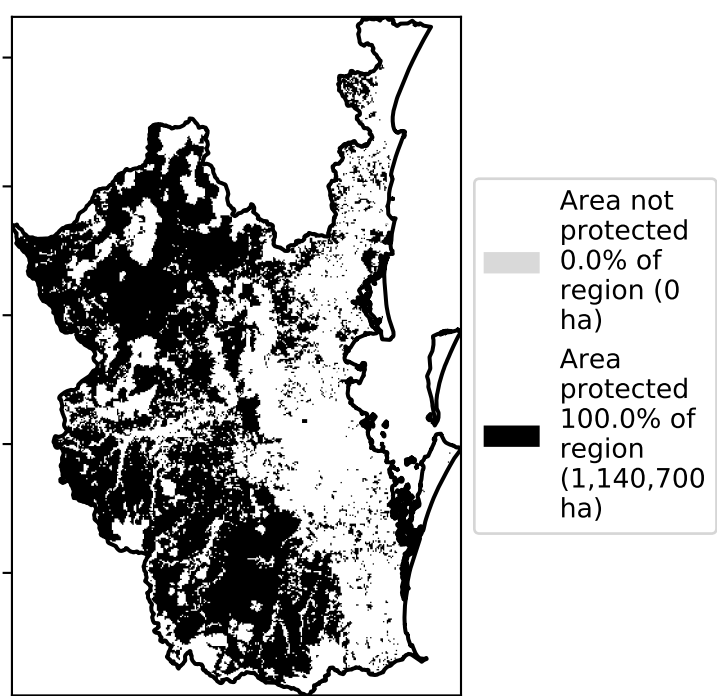 Area not
protected
0.0% of
region (0
ha)
Area
protected
100.0% of
region
(1,140,700
ha)